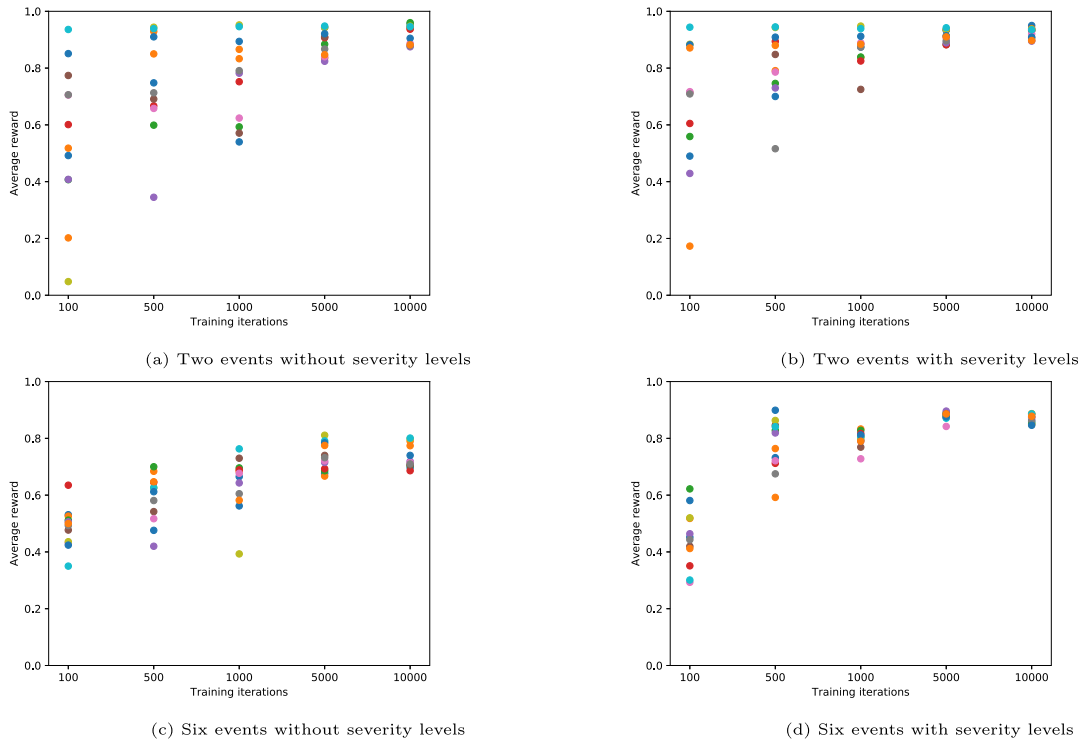 1.0
0.8
0.6
0.4
0.2
0.0
Average reward
100 500 1000 5000 10000
Training iterations
(a) Two events without severity levels
1.0
0.8
0.6
0.4
0.2
0.0
Average reward
100 500 1000 5000 10000
Training iterations
(b) Two events with severity levels
1.0
0.8
0.6
0.4
0.2
0.0
Average reward
100 500 1000 5000 10000
Training iterations
(c) Six events without severity levels
1.0
0.8
0.6
0.4
0.2
0.0
Average reward
100 500 1000 5000 10000
Training iterations
(d) Six events with severity levels